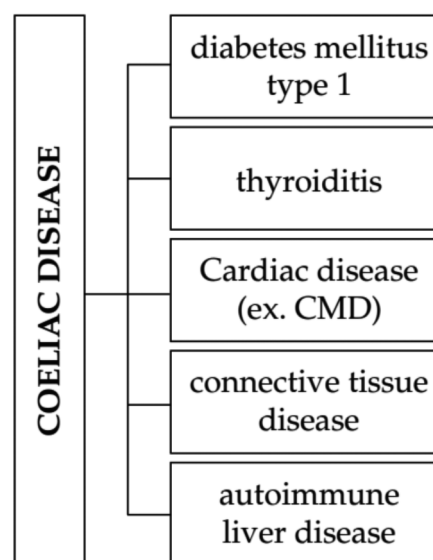 COELIAC DISEASE
diabetes mellitus
type 1
thyroiditis
Cardiac disease
(ex. CMD)
connective tissue
disease
autoimmune
liver disease